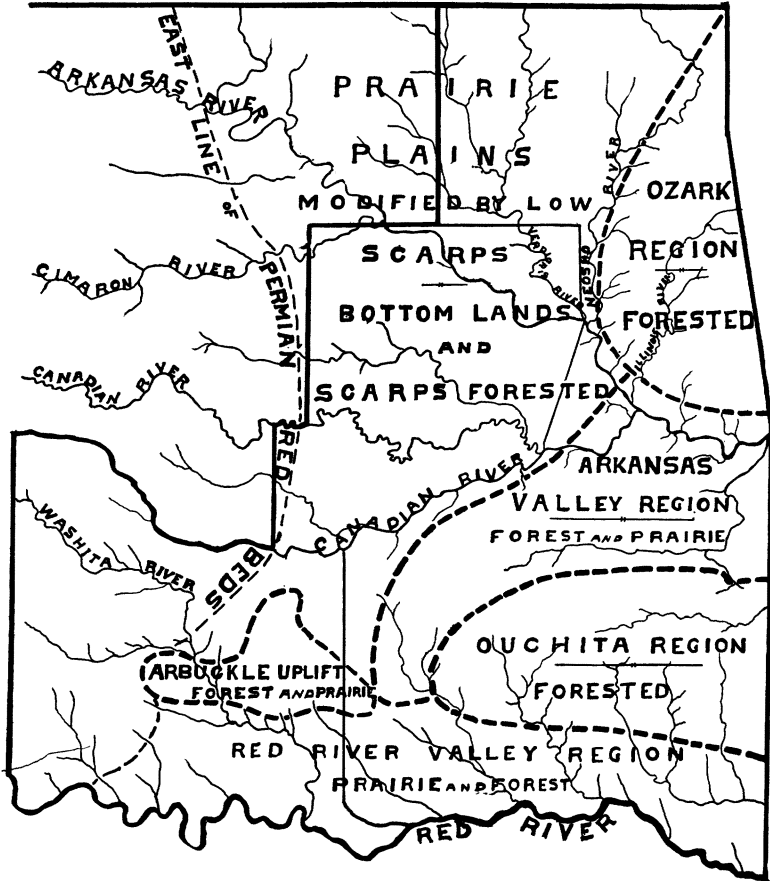 EAST LINE OF PERMIAN RED BEDS
ARKANSAS RIVER
PRAIRIE
PLAINS
MODIFIED BY LOW
SCARPS
BOTTOM LANDS
AND
SCARPS FORESTED
NEOSHO RIVER
OZARK
REGION
FORESTED
ILLINOIS RIVER
CIMARON RIVER
CANADIAN RIVER
CANADIAN RIVER
ARKANSAS
VALLEY REGION
FOREST AND PRAIRIE
WASHITA RIVER
OUCHITA REGION
FORESTED
ARBUCKLE UPLIFT
FOREST AND PRAIRIE
RED RIVER VALLEY REGION
PRAIRIE AND FOREST
RED RIVER